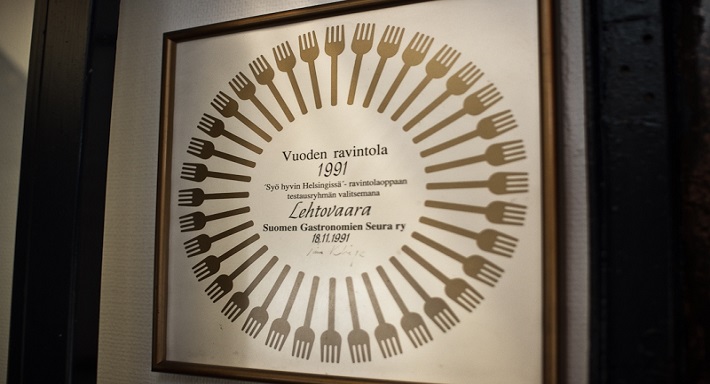 Vuoden ravintola
1991
"Syö hyvin Helsingissä"- ravintolaoppaan
testausryhmän valitsemana
Lehtovaara
Suomen Gastronomien Seura ry
18.11.1991